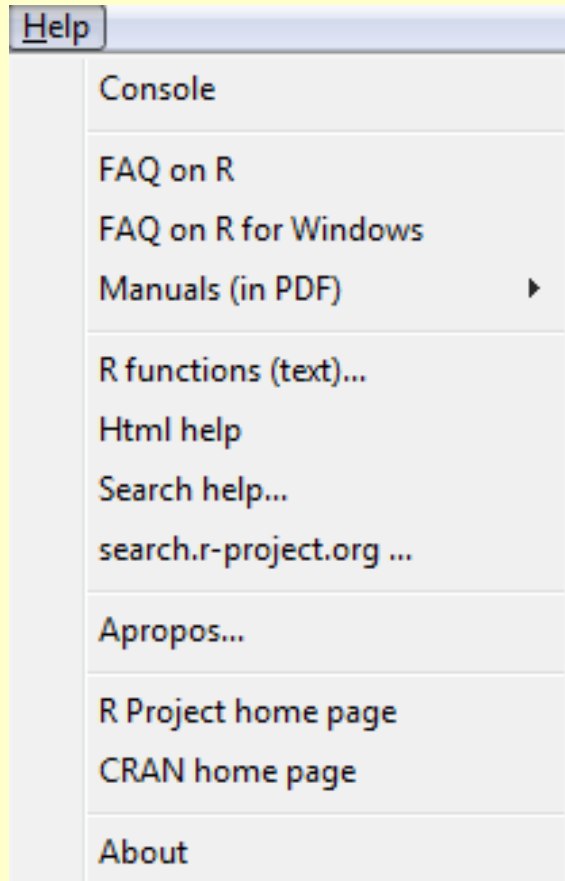 Help
Console
FAQ on R
FAQ on R for Windows
Manuals (in PDF)
R functions (text)...
Html help
Search help...
search.r-project.org ...
Apropos...
R Project home page
CRAN home page
About